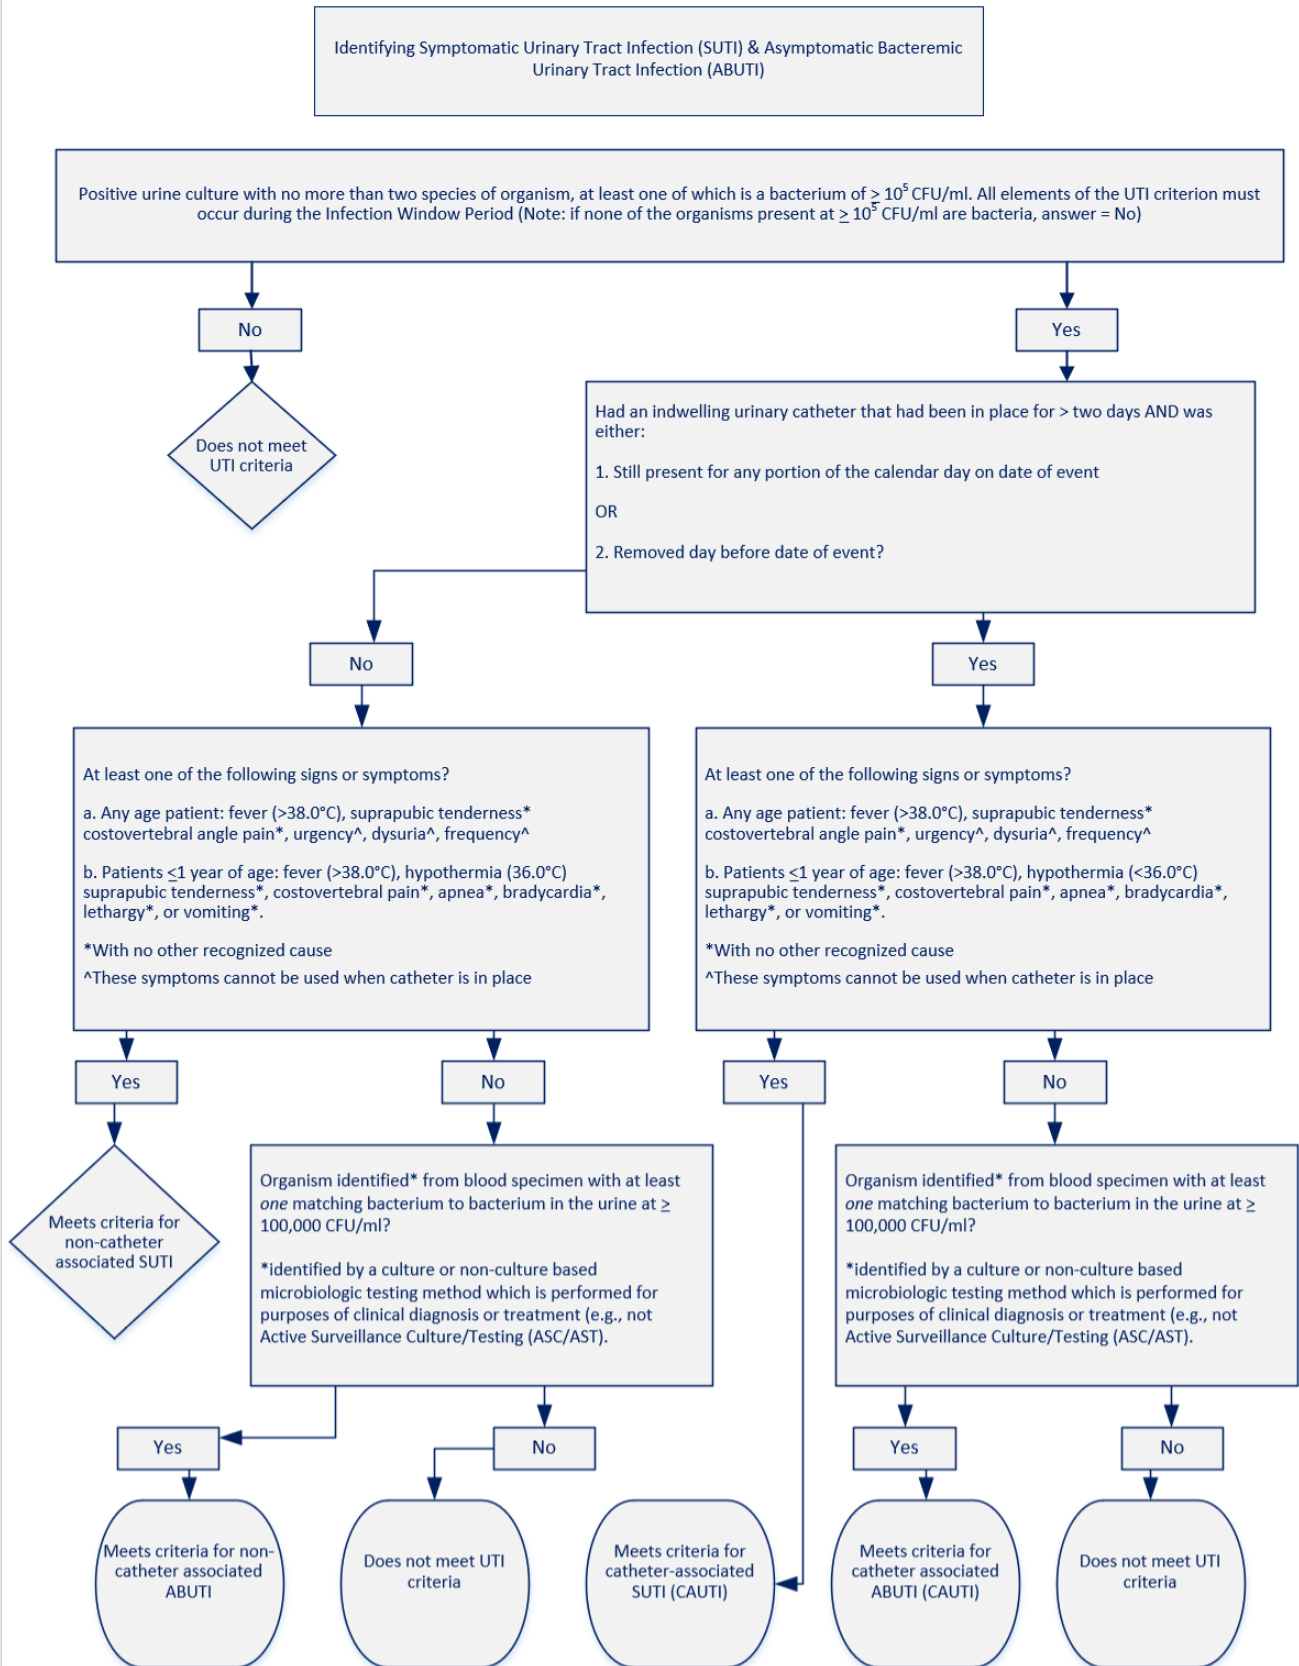 Identifying Symptomatic Urinary Tract Infection (SUTI) & Asymptomatic Bacteremic
Urinary Tract Infection (ABUTI)
Positive urine culture with no more than two species of organism, at least one of which is a bacterium of ≥ 10⁵ CFU/ml. All elements of the UTI criterion must
occur during the Infection Window Period (Note: if none of the organisms present at ≥ 10⁵ CFU/ml are bacteria, answer = No)
No
Yes
Does not meet
UTI criteria
Had an indwelling urinary catheter that had been in place for > two days AND was
either:
1. Still present for any portion of the calendar day on date of event
OR
2. Removed day before date of event?
No
Yes
At least one of the following signs or symptoms?
a. Any age patient: fever (>38.0°C), suprapubic tenderness*
costovertebral angle pain*, urgency^, dysuria^, frequency^
b. Patients ≤1 year of age: fever (>38.0°C), hypothermia (36.0°C)
suprapubic tenderness*, costovertebral pain*, apnea*, bradycardia*,
lethargy*, or vomiting*.
*With no other recognized cause
^These symptoms cannot be used when catheter is in place
At least one of the following signs or symptoms?
a. Any age patient: fever (>38.0°C), suprapubic tenderness*
costovertebral angle pain*, urgency^, dysuria^, frequency^
b. Patients ≤1 year of age: fever (>38.0°C), hypothermia (<36.0°C)
suprapubic tenderness*, costovertebral pain*, apnea*, bradycardia*,
lethargy*, or vomiting*.
*With no other recognized cause
^These symptoms cannot be used when catheter is in place
Yes
No
Yes
No
Meets criteria for
non-catheter
associated SUTI
Organism identified* from blood specimen with at least
one matching bacterium to bacterium in the urine at ≥
100,000 CFU/ml?
*identified by a culture or non-culture based
microbiologic testing method which is performed for
purposes of clinical diagnosis or treatment (e.g., not
Active Surveillance Culture/Testing (ASC/AST).
Organism identified* from blood specimen with at least
one matching bacterium to bacterium in the urine at ≥
100,000 CFU/ml?
*identified by a culture or non-culture based
microbiologic testing method which is performed for
purposes of clinical diagnosis or treatment (e.g., not
Active Surveillance Culture/Testing (ASC/AST).
Yes
No
Yes
No
Meets criteria for non-
catheter associated
ABUTI
Does not meet UTI
criteria
Meets criteria for
catheter-associated
SUTI (CAUTI)
Meets criteria for
catheter associated
ABUTI (CAUTI)
Does not meet UTI
criteria